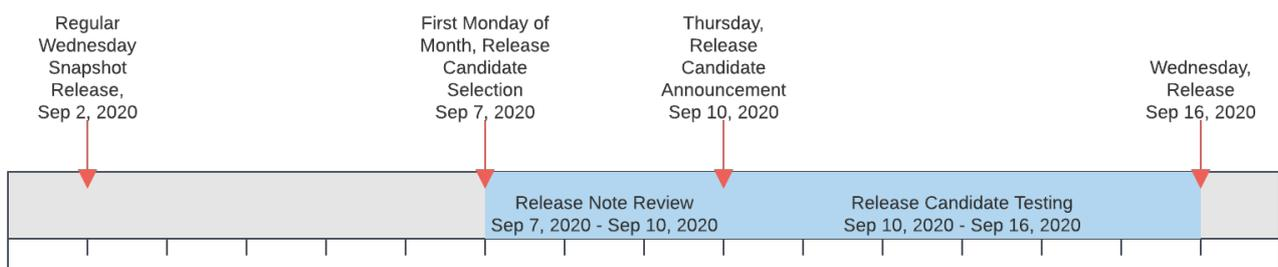 Regular
Wednesday
Snapshot
Release,
Sep 2, 2020
First Monday of
Month, Release
Candidate
Selection
Sep 7, 2020
Thursday,
Release
Candidate
Announcement
Sep 10, 2020
Wednesday,
Release
Sep 16, 2020
Release Note Review
Sep 7, 2020 - Sep 10, 2020
Release Candidate Testing
Sep 10, 2020 - Sep 16, 2020